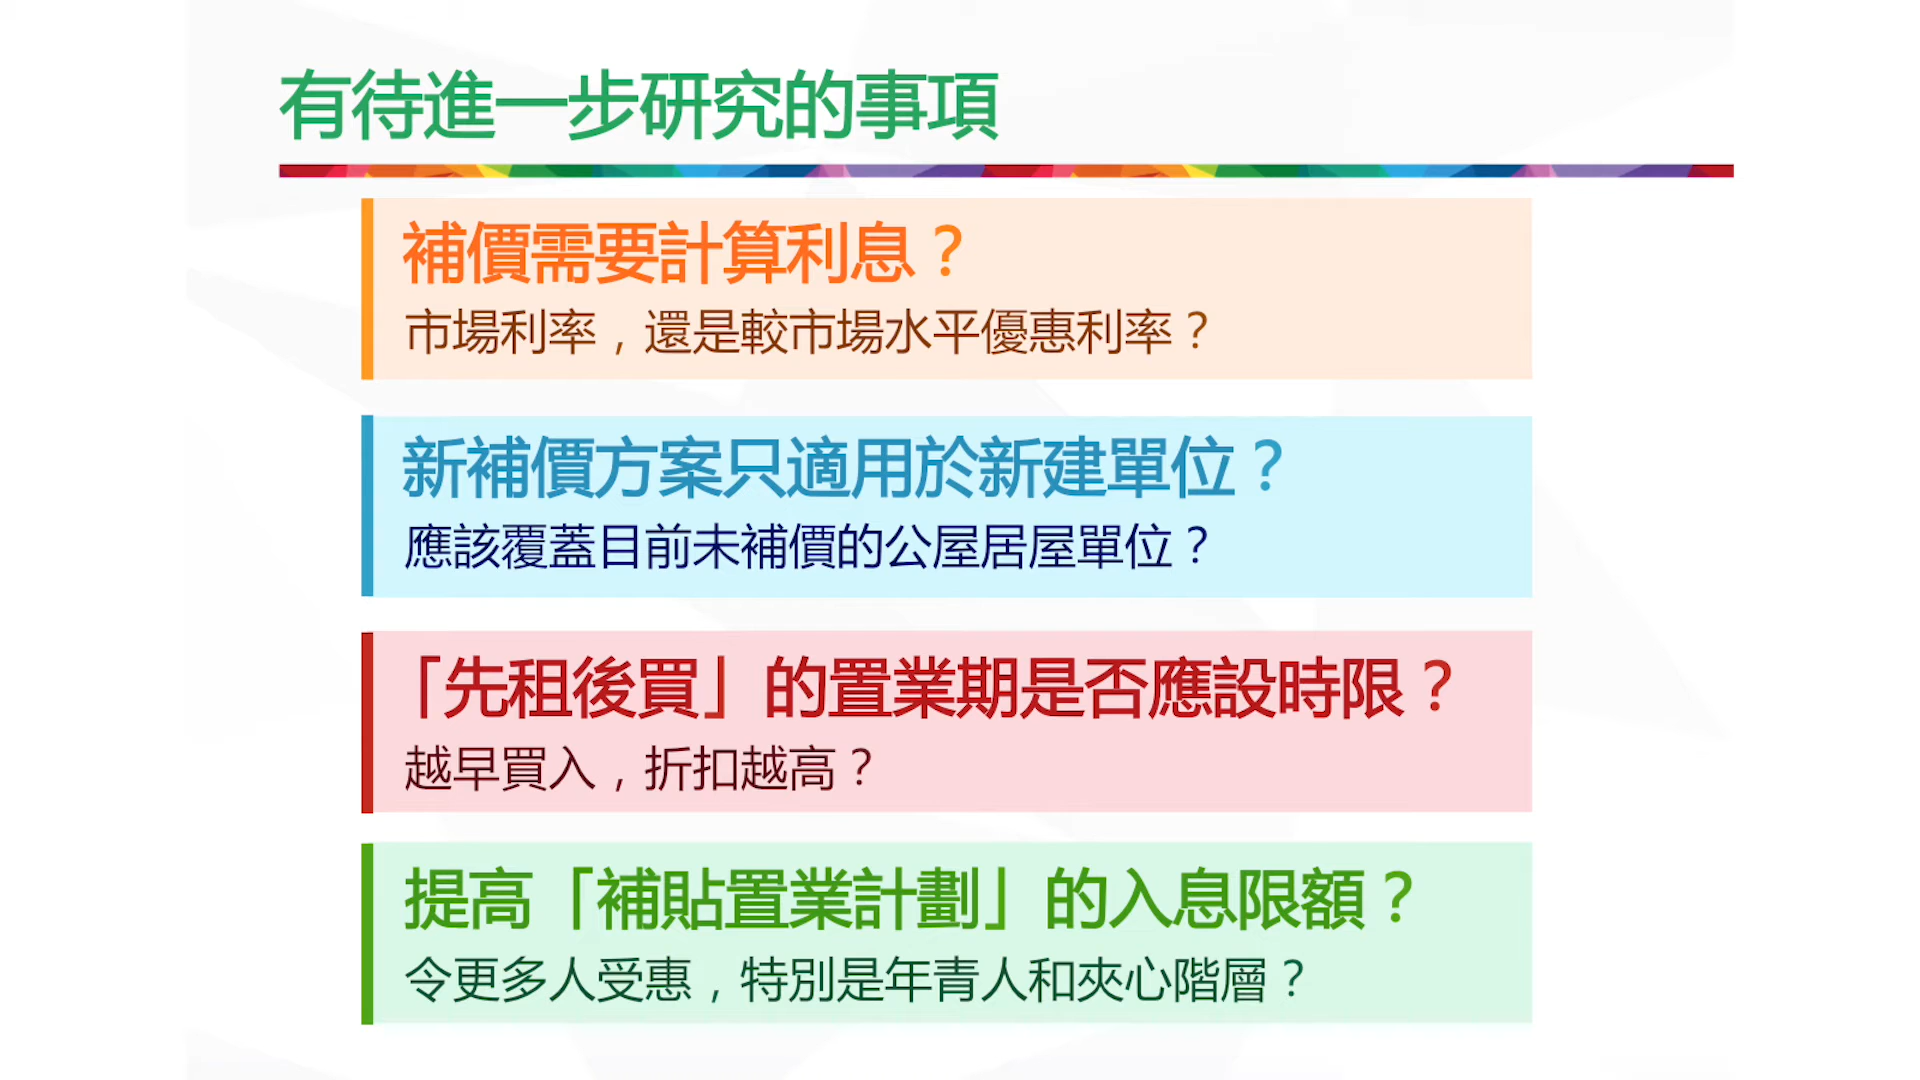 有待進一步研究的事項
補價需要計算利息？
市場利率，還是較市場水平優惠利率？
新補價方案只適用於新建單位？
應該覆蓋目前未補價的公屋居屋單位？
「先租後買」的置業期是否應設時限？
越早買入，折扣越高？
提高「補貼置業計劃」的入息限額？
令更多人受惠，特別是年青人和夾心階層？